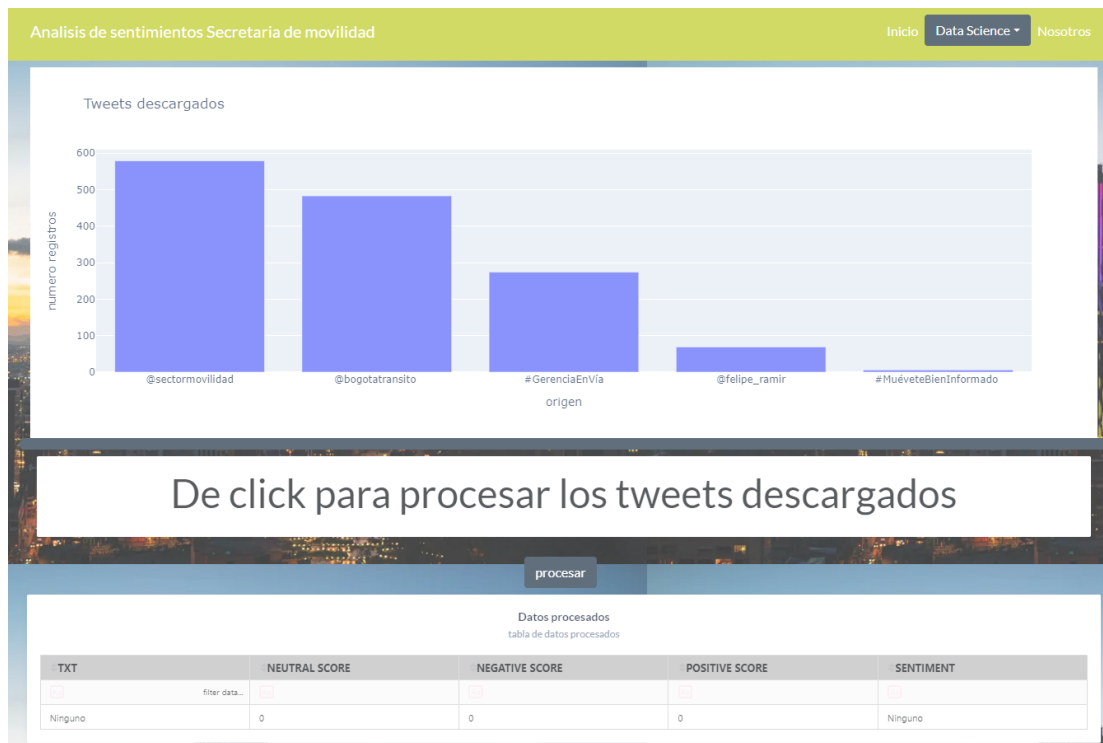 Analisis de sentimientos Secretaria de movilidad
Inicio
Data Science
Nosotros
Tweets descargados
600
500
400
300
200
100
0
numero registros
@sectormovilidad
@bogotatransito
#GerenciaEnVía
@felipe_ramir
#MuéveteBienInformado
origen
De click para procesar los tweets descargados
procesar
Datos procesados
tabla de datos procesados
TXT NEUTRAL SCORE NEGATIVE SCORE POSITIVE SCORE SENTIMENT
filter data...
Ninguno 0 0 0 Ninguno